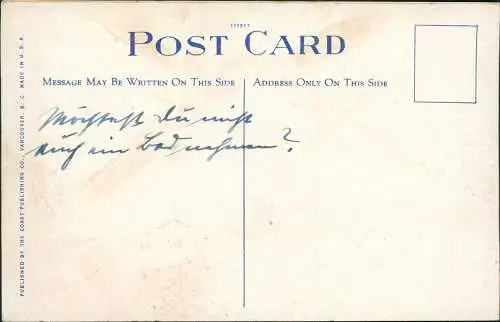 117217
POST CARD
MESSAGE MAY BE WRITTEN ON THIS SIDE
ADDRESS ONLY ON THIS SIDE
Möchtest Du nicht
auch ein Bad nehmen?
PUBLISHED BY THE COAST PUBLISHING CO., VANCOUVER, B. C. MADE IN U. S. A.